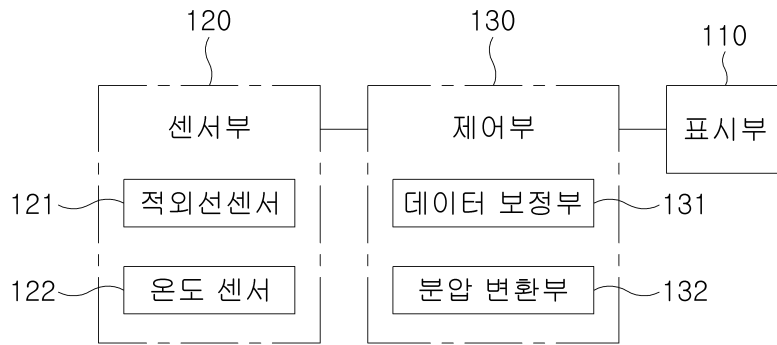 120
130
110
센서부
제어부
표시부
121
적외선센서
데이터 보정부
131
122
온도 센서
분압 변환부
132